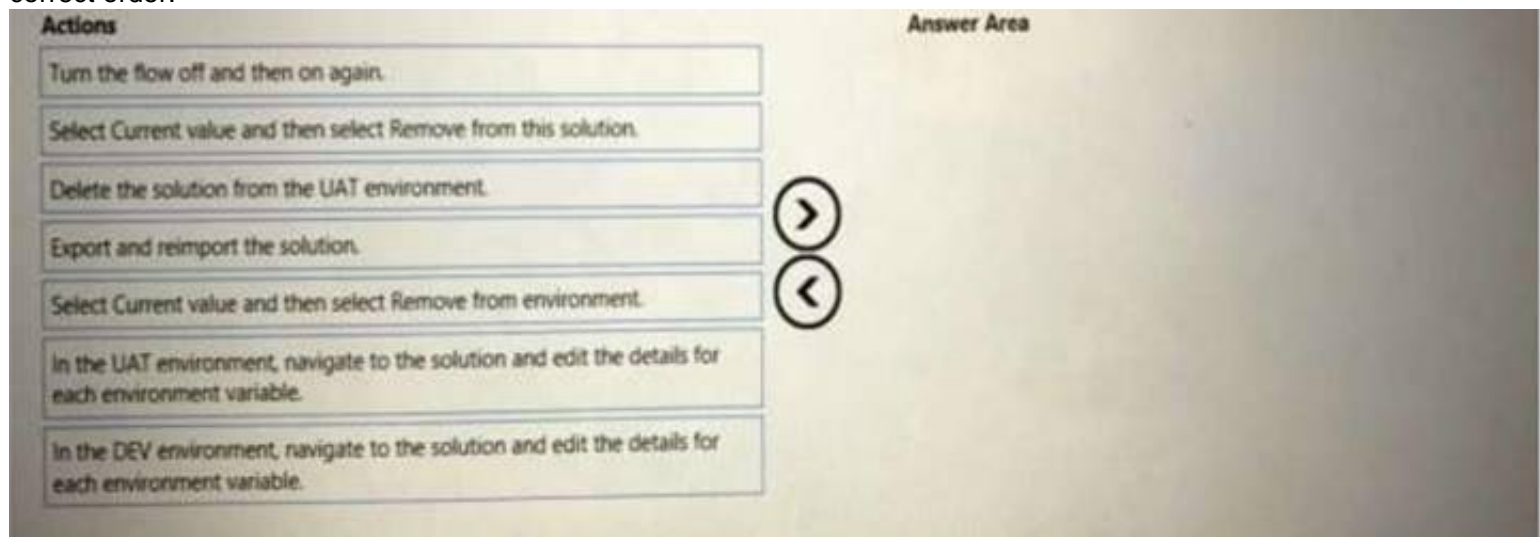 correct order.
Actions
Answer Area
Turn the flow off and then on again.
Select Current value and then select Remove from this solution.
Delete the solution from the UAT environment.
Export and reimport the solution.
Select Current value and then select Remove from environment.
In the UAT environment, navigate to the solution and edit the details for
each environment variable.
In the DEV environment, navigate to the solution and edit the details for
each environment variable.